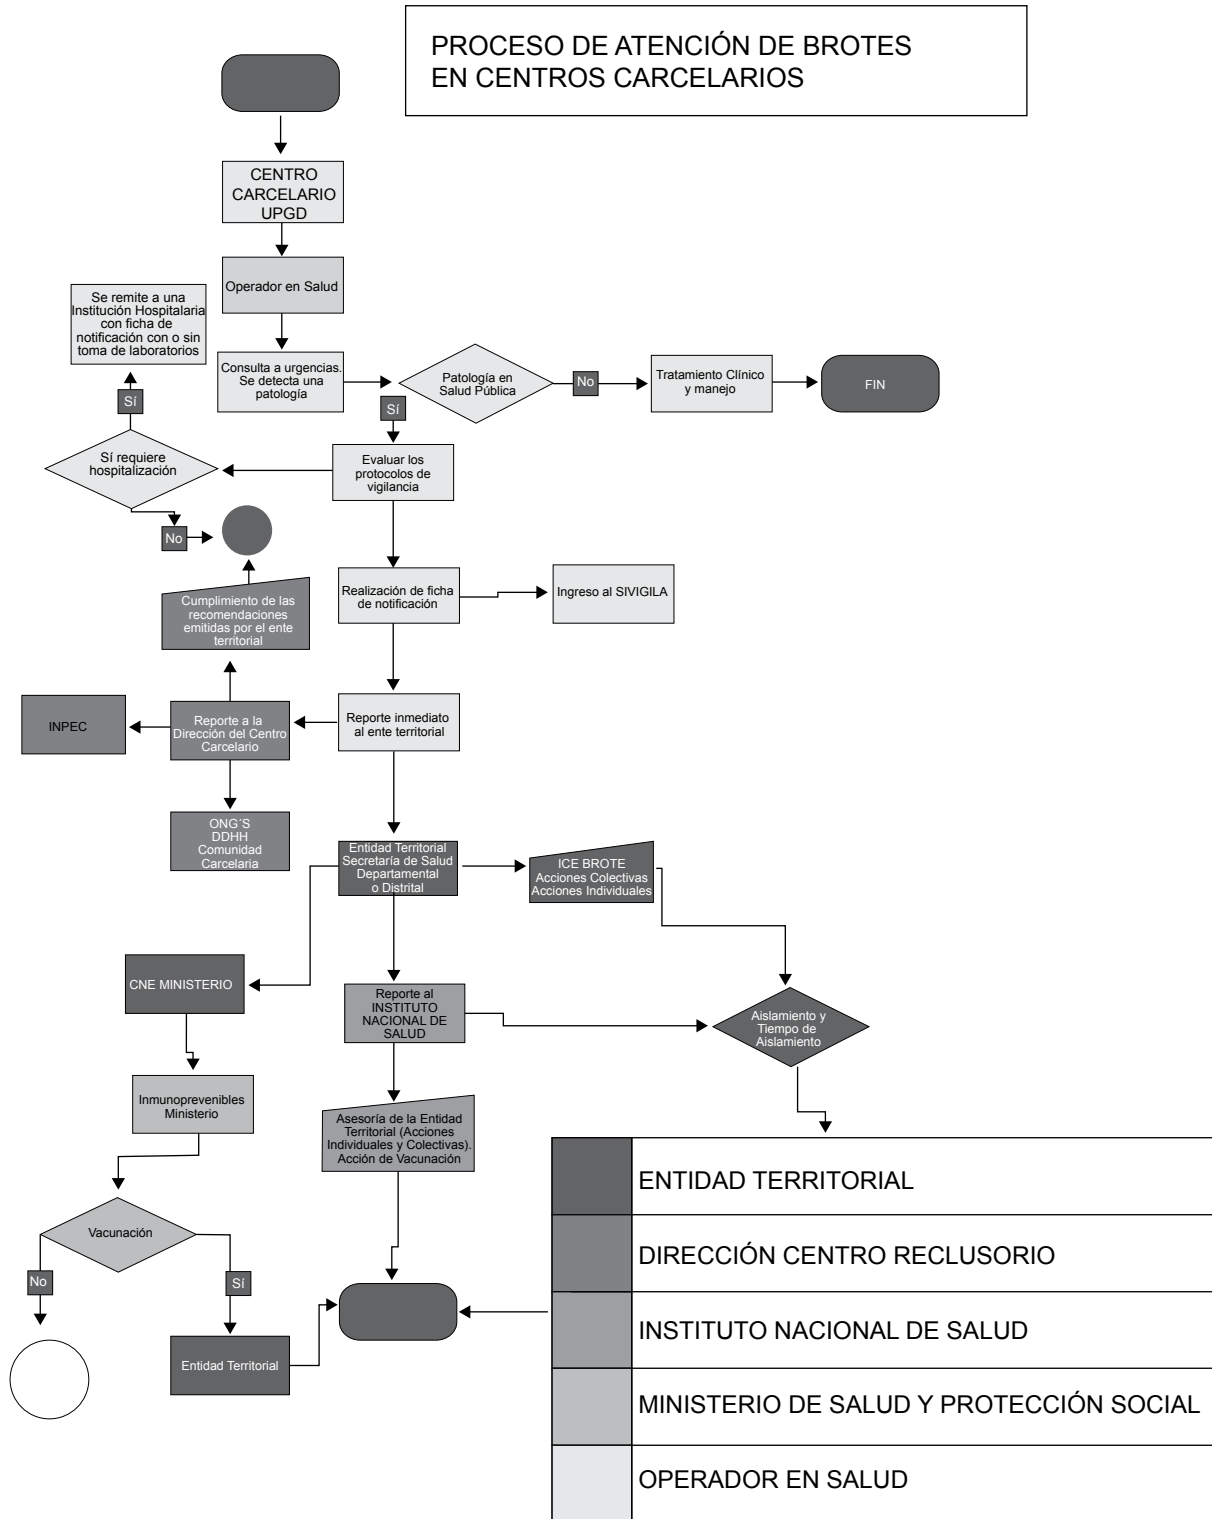 PROCESO DE ATENCIÓN DE BROTES
EN CENTROS CARCELARIOS
CENTRO
CARCELARIO
UPGD
Operador en Salud
Se remite a una
Institución Hospitalaria
con ficha de
notificación con o sin
toma de laboratorios
Consulta a urgencias.
Se detecta una
patología
Patología en
Salud Pública
No
Tratamiento Clínico
y manejo
FIN
Sí
Sí
Sí requiere
hospitalización
Evaluar los
protocolos de
vigilancia
No
Cumplimiento de las
recomendaciones
emitidas por el ente
territorial
Realización de ficha
de notificación
Ingreso al SIVIGILA
INPEC
Reporte a la
Dirección del Centro
Carcelario
Reporte inmediato
al ente territorial
ONG´S
DDHH
Comunidad
Carcelaria
Entidad Territorial
Secretaría de Salud
Departamental
o Distrital
ICE BROTE
Acciones Colectivas
Acciones Individuales
CNE MINISTERIO
Reporte al
INSTITUTO
NACIONAL DE
SALUD
Aislamiento y
Tiempo de
Aislamiento
Inmunoprevenibles
Ministerio
Asesoría de la Entidad
Territorial (Acciones
Individuales y Colectivas).
Acción de Vacunación
Vacunación
No
Sí
Entidad Territorial
ENTIDAD TERRITORIAL
DIRECCIÓN CENTRO RECLUSORIO
INSTITUTO NACIONAL DE SALUD
MINISTERIO DE SALUD Y PROTECCIÓN SOCIAL
OPERADOR EN SALUD